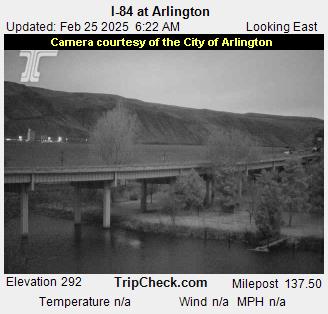 I-84 at Arlington
Updated: Feb 25 2025 6:22 AM Looking East
Camera courtesy of the City of Arlington
Elevation 292 TripCheck.com Milepost 137.50
Temperature n/a Wind n/a MPH n/a